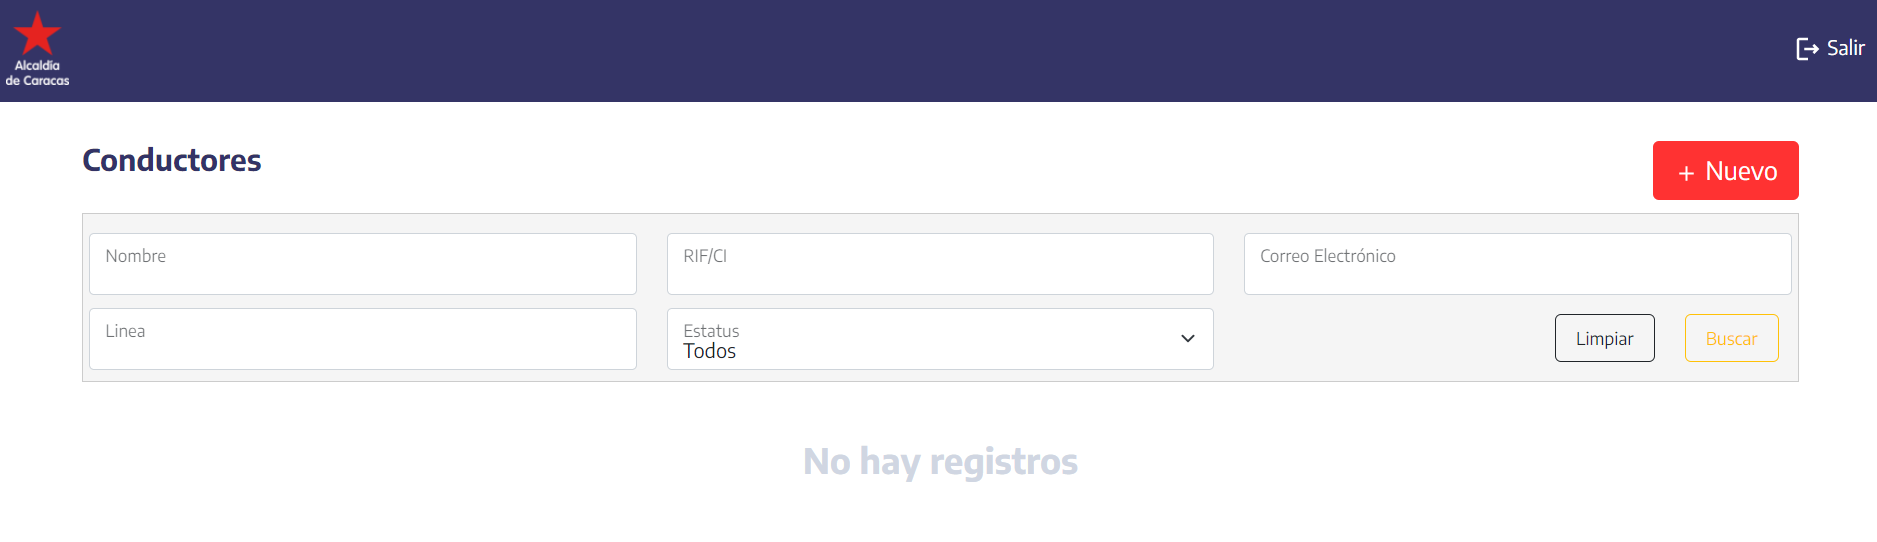 Alcaldía
de Caracas
Salir
Conductores
+ Nuevo
Nombre
RIF/CI
Correo Electrónico
Linea
Estatus
Todos
Limpiar
Buscar
No hay registros